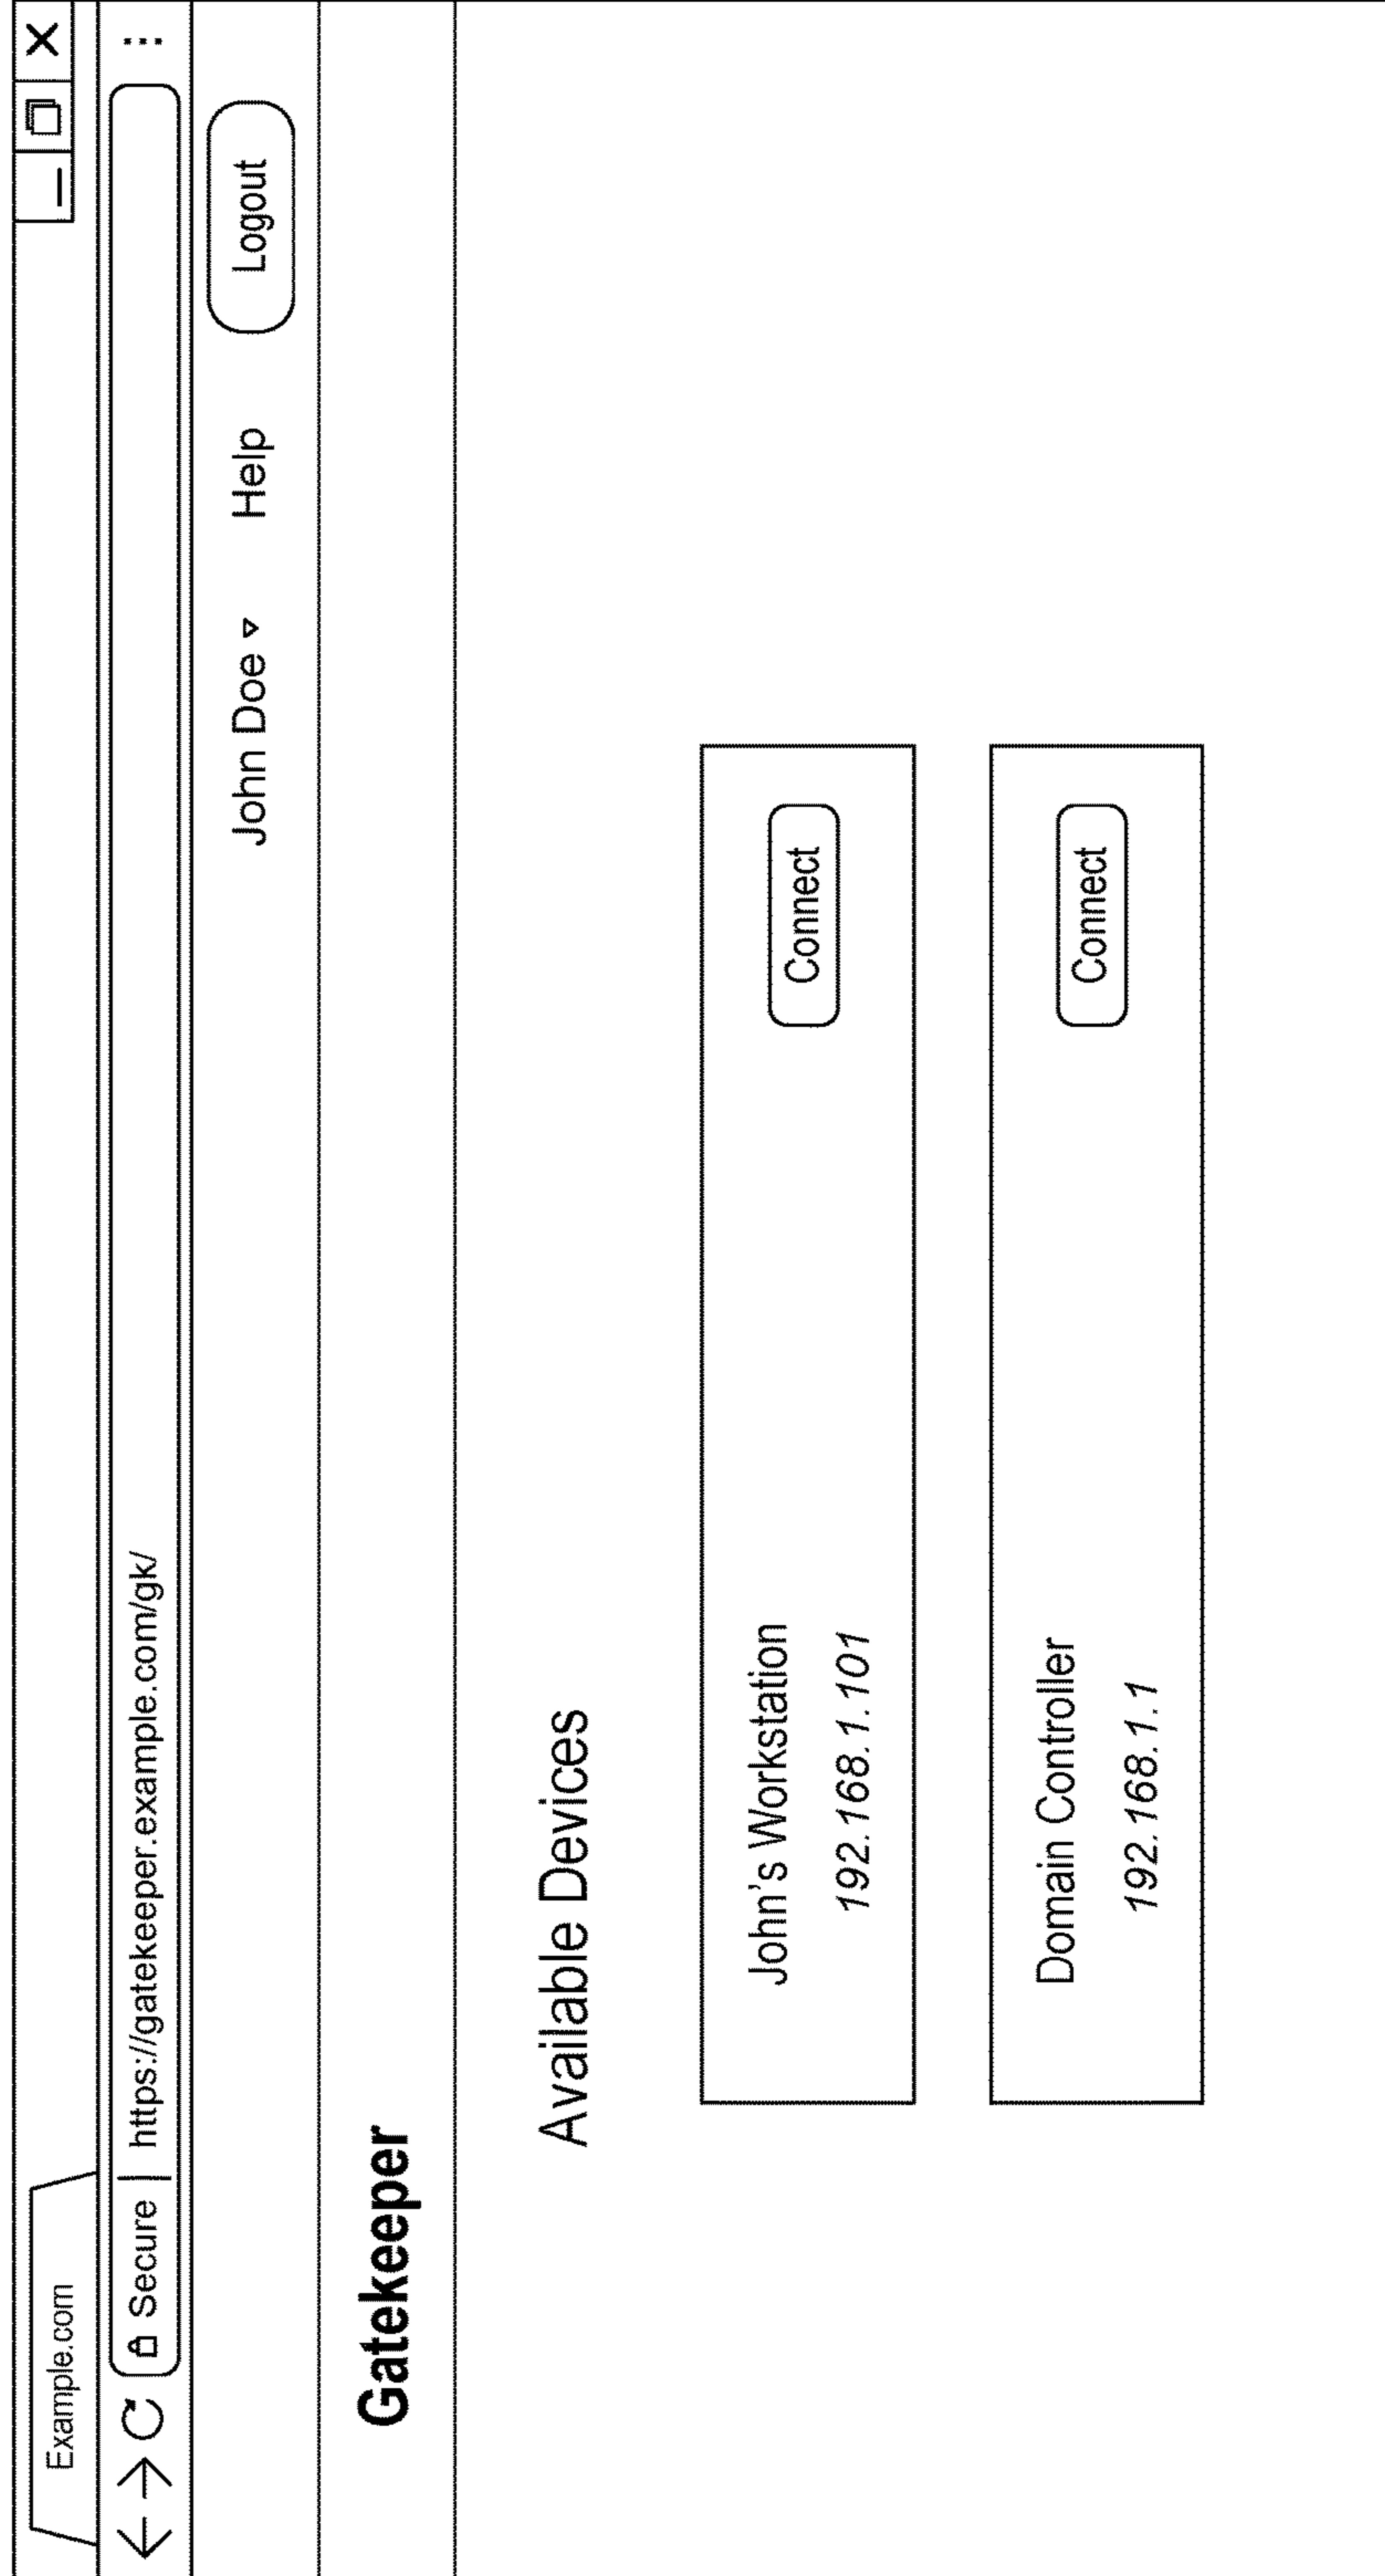 Example.com
Secure | https://gatekeeper.example.com/gk/
John Doe Help Logout
Gatekeeper
Available Devices
John's Workstation Connect
192.168.1.101
Domain Controller Connect
192.168.1.1